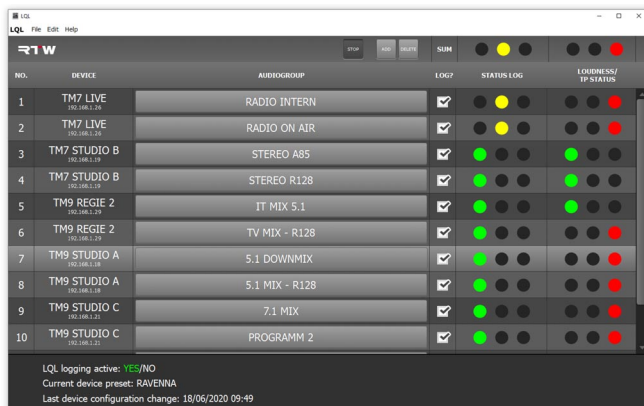 LQL
LQL File Edit Help
RTW STOP ADD DELETE SUM
NO. DEVICE AUDIOGROUP LOG? STATUS LOG LOUDNESS/
TP STATUS
1 TM7 LIVE RADIO INTERN
192.168.1.26
2 TM7 LIVE RADIO ON AIR
192.168.1.26
3 TM7 STUDIO B STEREO A85
192.168.1.19
4 TM7 STUDIO B STEREO R128
192.168.1.19
5 TM9 REGIE 2 IT MIX 5.1
192.168.1.29
6 TM9 REGIE 2 TV MIX - R128
192.168.1.29
7 TM9 STUDIO A 5.1 DOWNMIX
192.168.1.18
8 TM9 STUDIO A 5.1 MIX - R128
192.168.1.18
9 TM9 STUDIO C 7.1 MIX
192.168.1.21
10 TM9 STUDIO C PROGRAMM 2
192.168.1.21
LQL logging active: YES/NO
Current device preset: RAVENNA
Last device configuration change: 18/06/2020 09:49